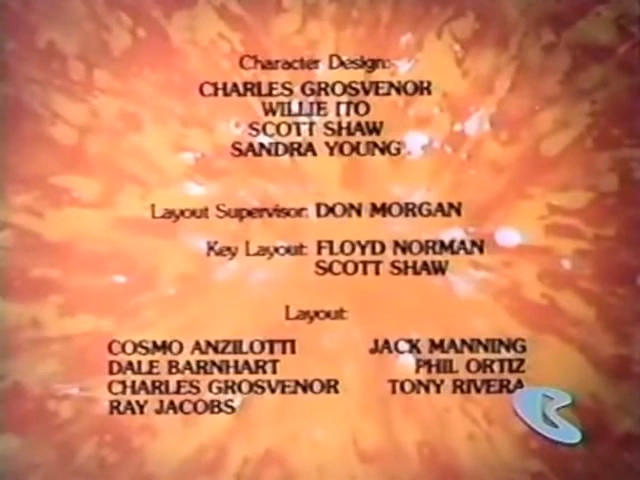 Character Design:
CHARLES GROSVENOR
WILLIE ITO
SCOTT SHAW
SANDRA YOUNG
Layout Supervisor: DON MORGAN
Key Layout: FLOYD NORMAN
SCOTT SHAW
Layout:
COSMO ANZILOTTI
DALE BARNHART
CHARLES GROSVENOR
RAY JACOBS
JACK MANNING
PHIL ORTIZ
TONY RIVERA